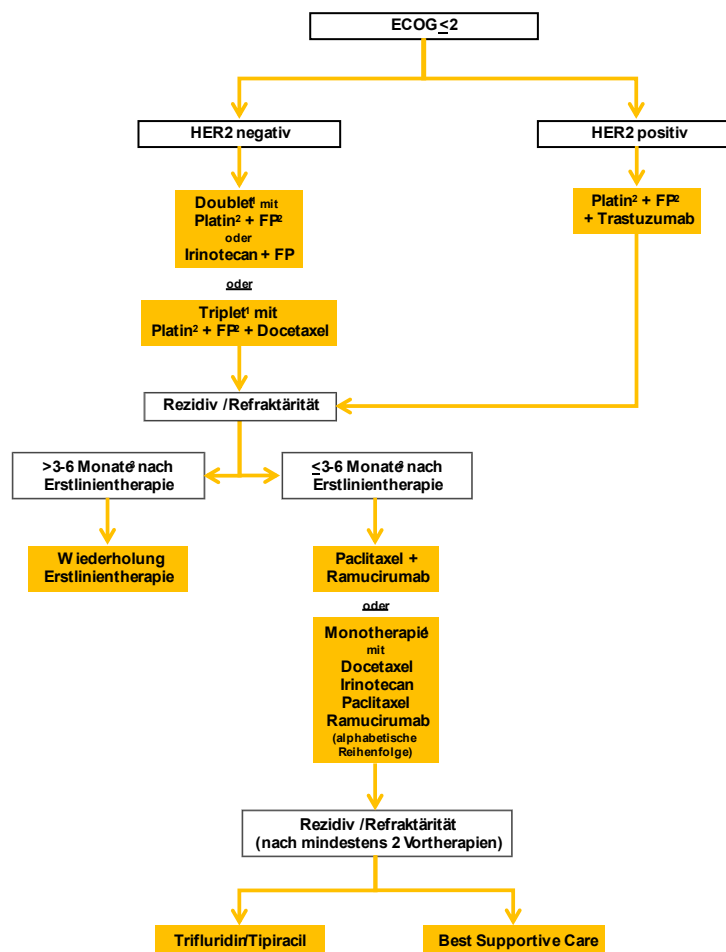 ECOG ≤2
HER2 negativ
HER2 positiv
Doublet¹ mit
Platin² + FP²
oder
Irinotecan + FP
Platin² + FP²
+ Trastuzumab
oder
Triplet¹ mit
Platin² + FP² + Docetaxel
Rezidiv / Refraktärität
>3-6 Monate³ nach
Erstlinientherapie
≤3-6 Monate³ nach
Erstlinientherapie
Wiederholung
Erstlinientherapie
Paclitaxel +
Ramucirumab
oder
Monotherapie⁴
mit
Docetaxel
Irinotecan
Paclitaxel
Ramucirumab
(alphabetische
Reihenfolge)
Rezidiv / Refraktärität
(nach mindestens 2 Vortherapien)
Trifluridin/Tipiracil
Best Supportive Care